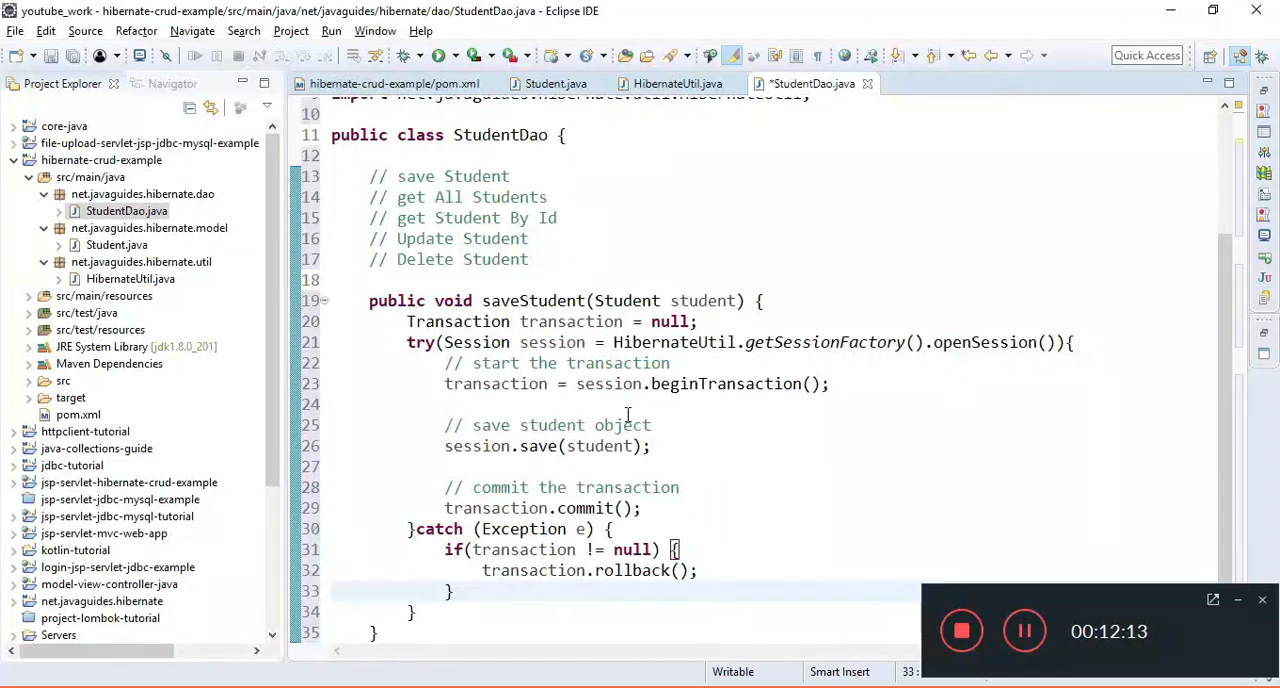 youtube_work - hibernate-crud-example/src/main/java/net/javaguides/hibernate/dao/StudentDao.java - Eclipse IDE
File Edit Source Refactor Navigate Search Project Run Window Help
Quick Access
Project Explorer Navigator
hibernate-crud-example/pom.xml Student.java HibernateUtil.java *StudentDao.java
core-java
file-upload-servlet-jsp-jdbc-mysql-example
hibernate-crud-example
src/main/java
net.javaguides.hibernate.dao
StudentDao.java
net.javaguides.hibernate.model
Student.java
net.javaguides.hibernate.util
HibernateUtil.java
src/main/resources
src/test/java
src/test/resources
JRE System Library [jdk1.8.0_201]
Maven Dependencies
src
target
pom.xml
httpclient-tutorial
java-collections-guide
jdbc-tutorial
jsp-servlet-hibernate-crud-example
jsp-servlet-jdbc-mysql-example
jsp-servlet-jdbc-mysql-tutorial
jsp-servlet-mvc-web-app
kotlin-tutorial
login-jsp-servlet-jdbc-example
model-view-controller-java
net.javaguides.hibernate
project-lombok-tutorial
Servers
9 import net.javaguides.hibernate.util.HibernateUtil;
10
11 public class StudentDao {
12
13 // save Student
14 // get All Students
15 // get Student By Id
16 // Update Student
17 // Delete Student
18
19 public void saveStudent(Student student) {
20 Transaction transaction = null;
21 try(Session session = HibernateUtil.getSessionFactory().openSession()){
22 // start the transaction
23 transaction = session.beginTransaction();
24
25 // save student object
26 session.save(student);
27
28 // commit the transaction
29 transaction.commit();
30 }catch (Exception e) {
31 if(transaction != null) {
32 transaction.rollback();
33 }
34 }
35 }
00:12:13
Writable Smart Insert 33 :